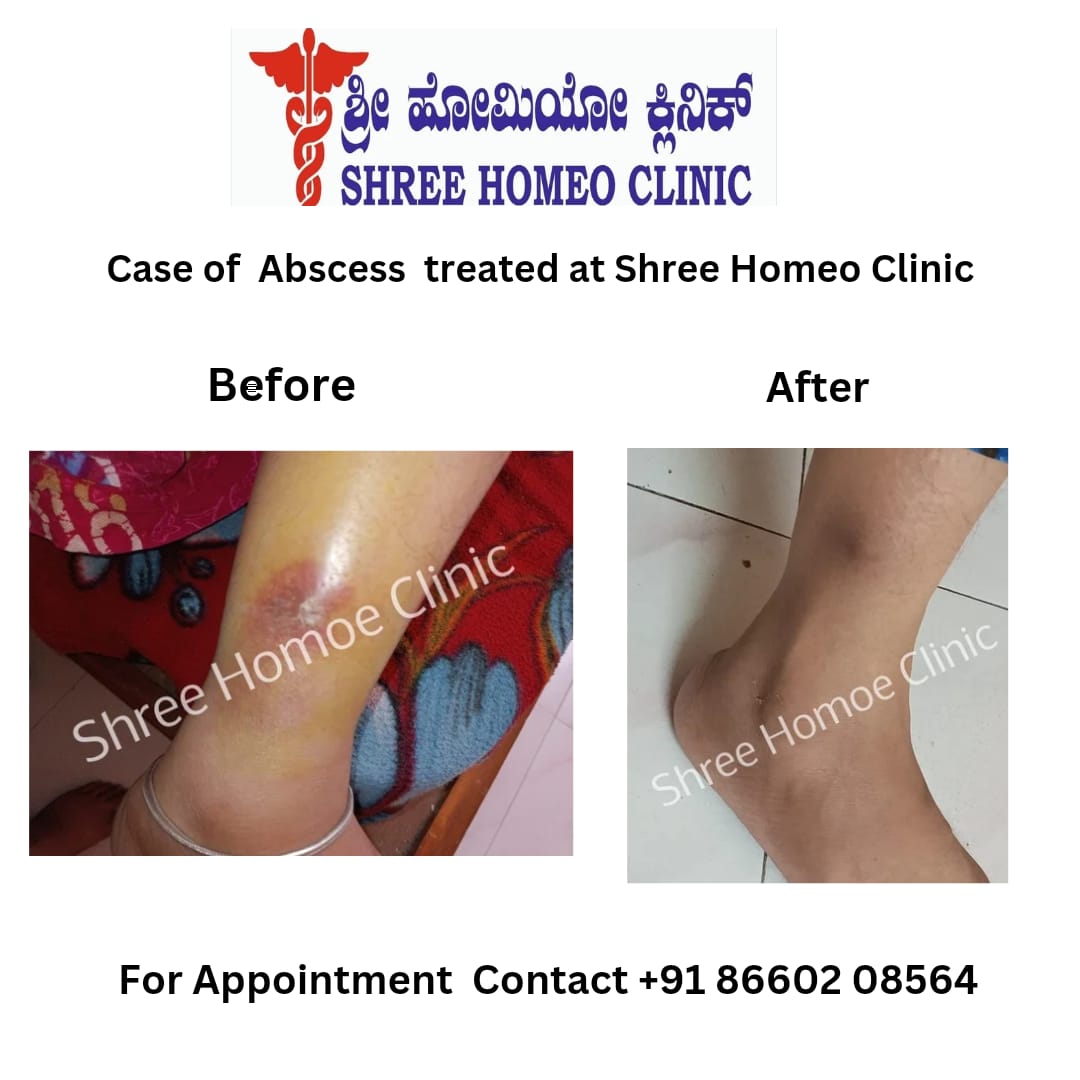 ಶ್ರೀ ಹೋಮಿಯೋ ಕ್ಲಿನಿಕ್
SHREE HOMEO CLINIC
Case of Abscess treated at Shree Homeo Clinic
Before
After
Shree Homoe Clinic
Shree Homoe Clinic
For Appointment Contact +91 86602 08564